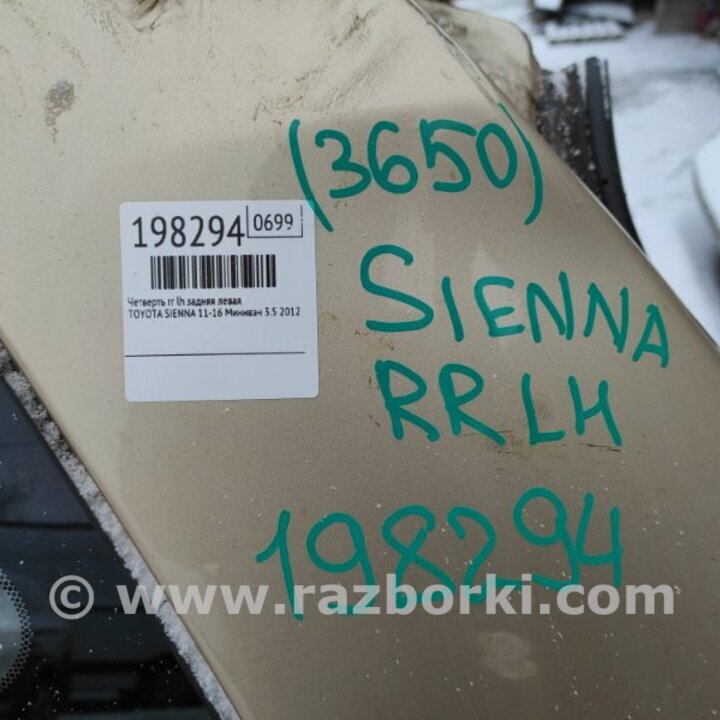 (3650)
198294 0699
Четверть rr lh задняя левая
TOYOTA SIENNA 11-16 Минивэн 3.5 2012
SIENNA
RR LH
198294
© www.razborki.com